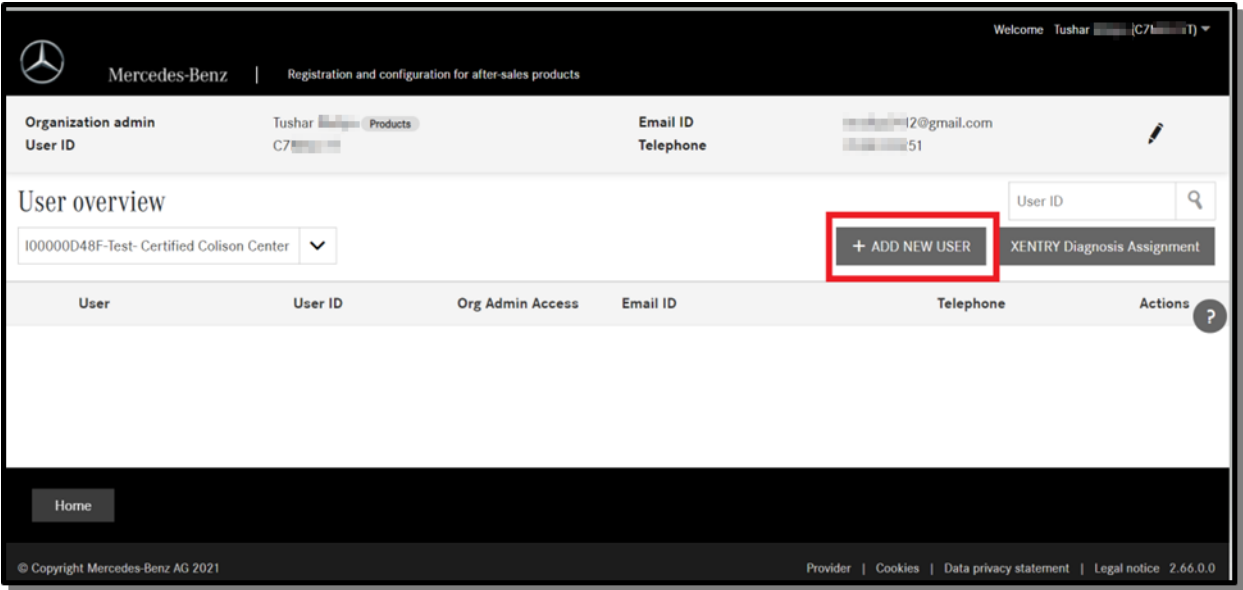 Welcome Tushar
Mercedes-Benz | Registration and configuration for after-sales products
Organization admin Tushar Products Email ID 2@gmail.com
User ID C7 Telephone 51
User overview User ID
I00000D48F-Test- Certified Colison Center + ADD NEW USER XENTRY Diagnosis Assignment
User User ID Org Admin Access Email ID Telephone Actions
?
Home
© Copyright Mercedes-Benz AG 2021 Provider | Cookies | Data privacy statement | Legal notice 2.66.0.0